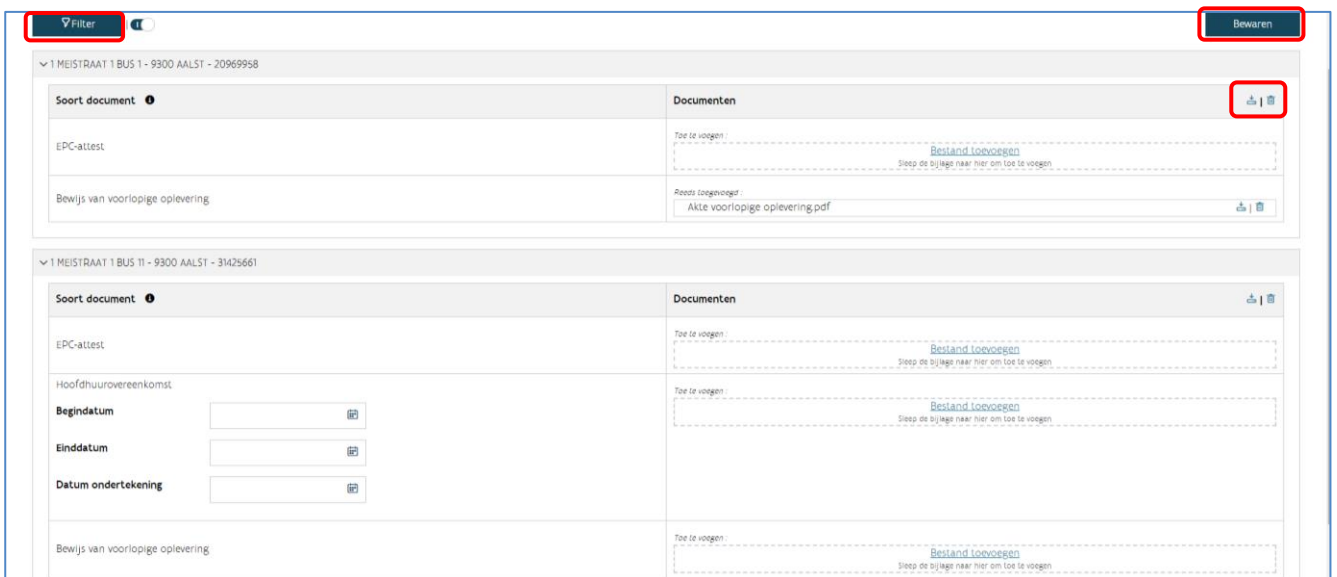 Filter
Bewaren
1 MEISTRAAT 1 BUS 1 - 9300 AALST - 20969958
Soort document Documenten |
EPC-attest
Toe te voegen :
Bestand toevoegen
Sleep de bijlage naar hier om toe te voegen
Bewijs van voorlopige oplevering
Reeds toegevoegd :
Akte voorlopige oplevering.pdf |
1 MEISTRAAT 1 BUS 11 - 9300 AALST - 31425661
Soort document Documenten |
EPC-attest
Toe te voegen :
Bestand toevoegen
Sleep de bijlage naar hier om toe te voegen
Hoofdhuurovereenkomst
Begindatum
Einddatum
Datum ondertekening
Toe te voegen :
Bestand toevoegen
Sleep de bijlage naar hier om toe te voegen
Bewijs van voorlopige oplevering
Toe te voegen :
Bestand toevoegen
Sleep de bijlage naar hier om toe te voegen